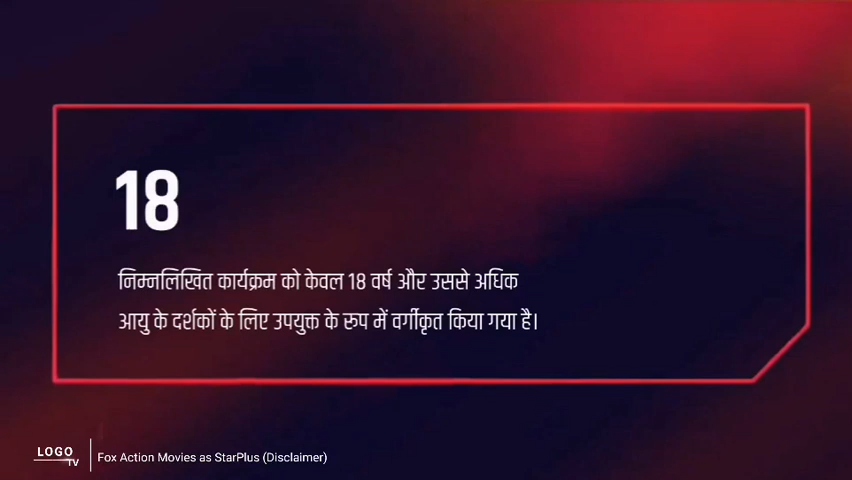 18
निम्नलिखित कार्यक्रम को केवल 18 वर्ष और उससे अधिक
आयु के दर्शकों के लिए उपयुक्त के रूप में वर्गीकृत किया गया है।
LOGO
TV
Fox Action Movies as StarPlus (Disclaimer)